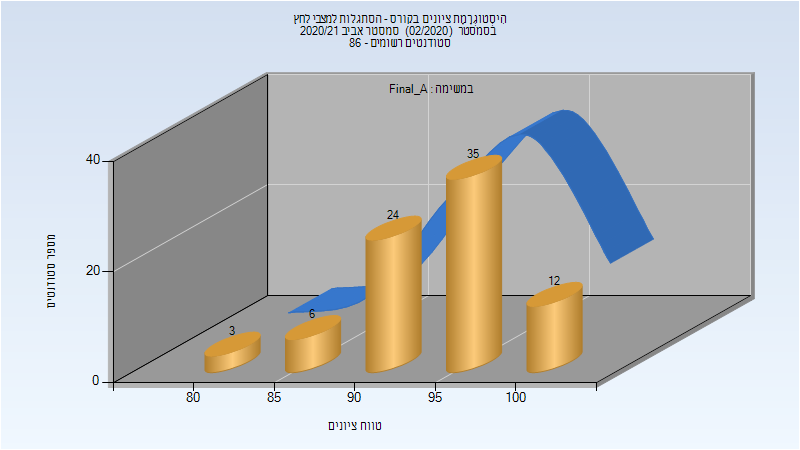 היסטוגרמת ציונים בקורס - הסתגלות למצבי לחץ
בסמסטר (02/2020) סמסטר אביב 2020/21
סטודנטים רשומים - 86
במשימה : Final_A
מספר סטודנטים
40
20
0
3
6
24
35
12
80
85
90
95
100
טווח ציונים